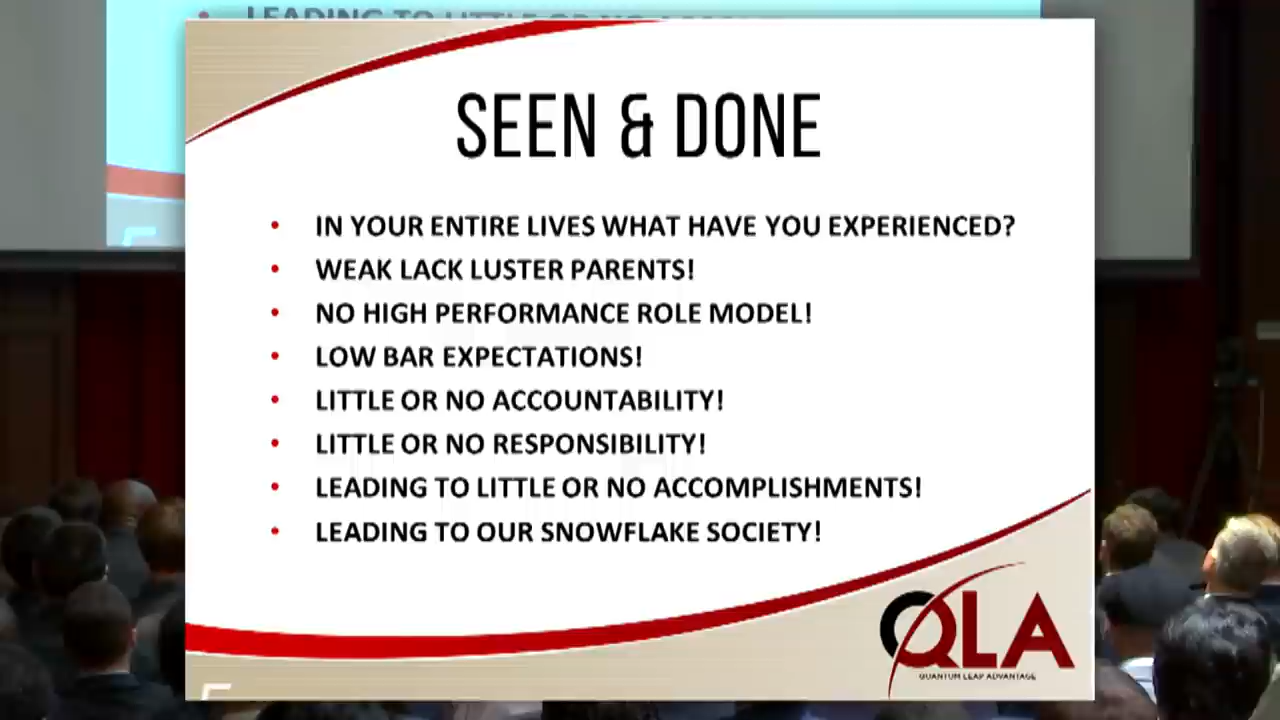 SEEN & DONE
• IN YOUR ENTIRE LIVES WHAT HAVE YOU EXPERIENCED?
• WEAK LACK LUSTER PARENTS!
• NO HIGH PERFORMANCE ROLE MODEL!
• LOW BAR EXPECTATIONS!
• LITTLE OR NO ACCOUNTABILITY!
• LITTLE OR NO RESPONSIBILITY!
• LEADING TO LITTLE OR NO ACCOMPLISHMENTS!
• LEADING TO OUR SNOWFLAKE SOCIETY!
QLA
QUANTUM LEAP ADVANTAGE